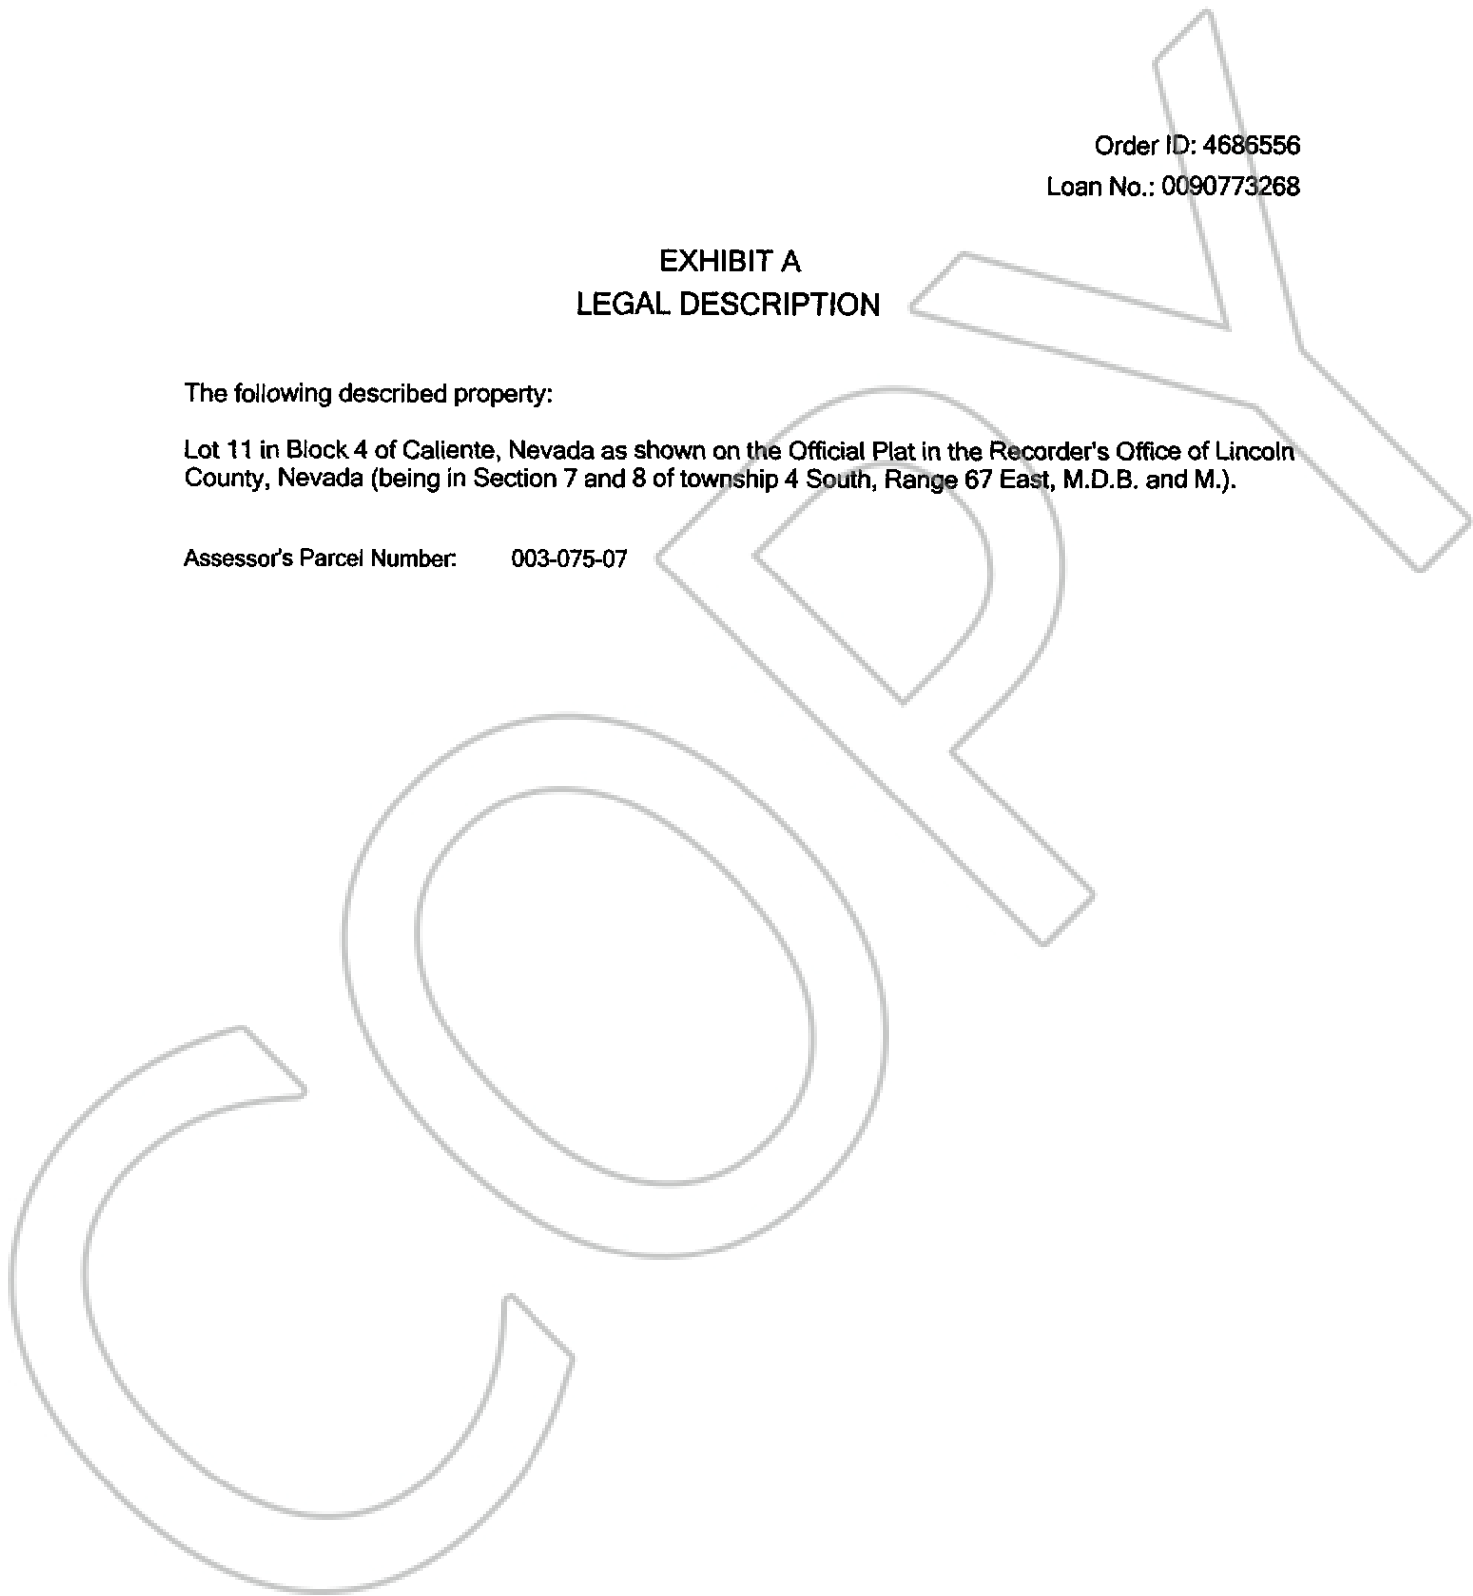 Order ID: 4686556
Loan No.: 0090773268
EXHIBIT A
LEGAL DESCRIPTION
The following described property:
Lot 11 in Block 4 of Caliente, Nevada as shown on the Official Plat in the Recorder's Office of Lincoln
County, Nevada (being in Section 7 and 8 of township 4 South, Range 67 East, M.D.B. and M.).
Assessor's Parcel Number: 003-075-07
COPY